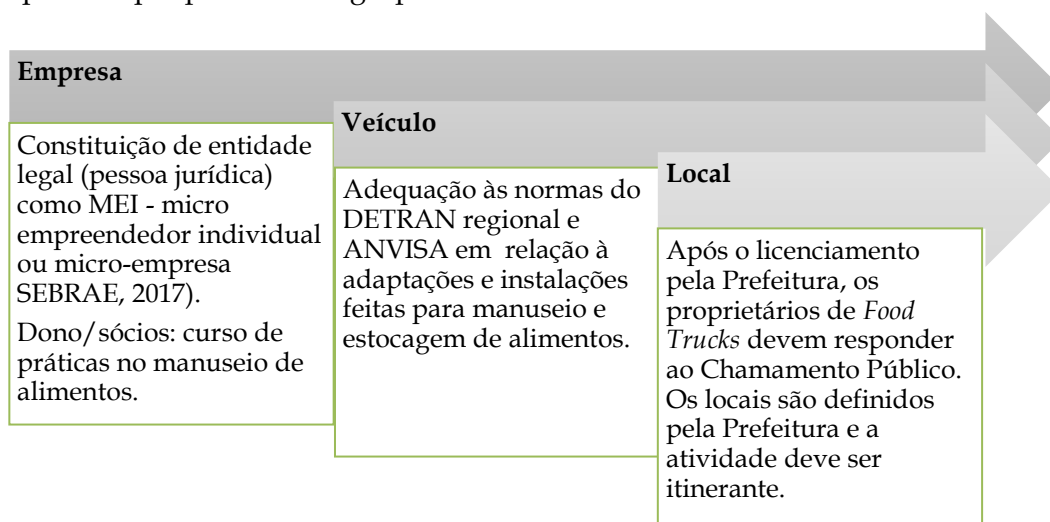 Empresa
Constituição de entidade
legal (pessoa jurídica)
como MEI - micro
empreendedor individual
ou micro-empresa
SEBRAE, 2017).
Dono/sócios: curso de
práticas no manuseio de
alimentos.
Veículo
Adequação às normas do
DETRAN regional e
ANVISA em relação à
adaptações e instalações
feitas para manuseio e
estocagem de alimentos.
Local
Após o licenciamento
pela Prefeitura, os
proprietários de Food
Trucks devem responder
ao Chamamento Público.
Os locais são definidos
pela Prefeitura e a
atividade deve ser
itinerante.